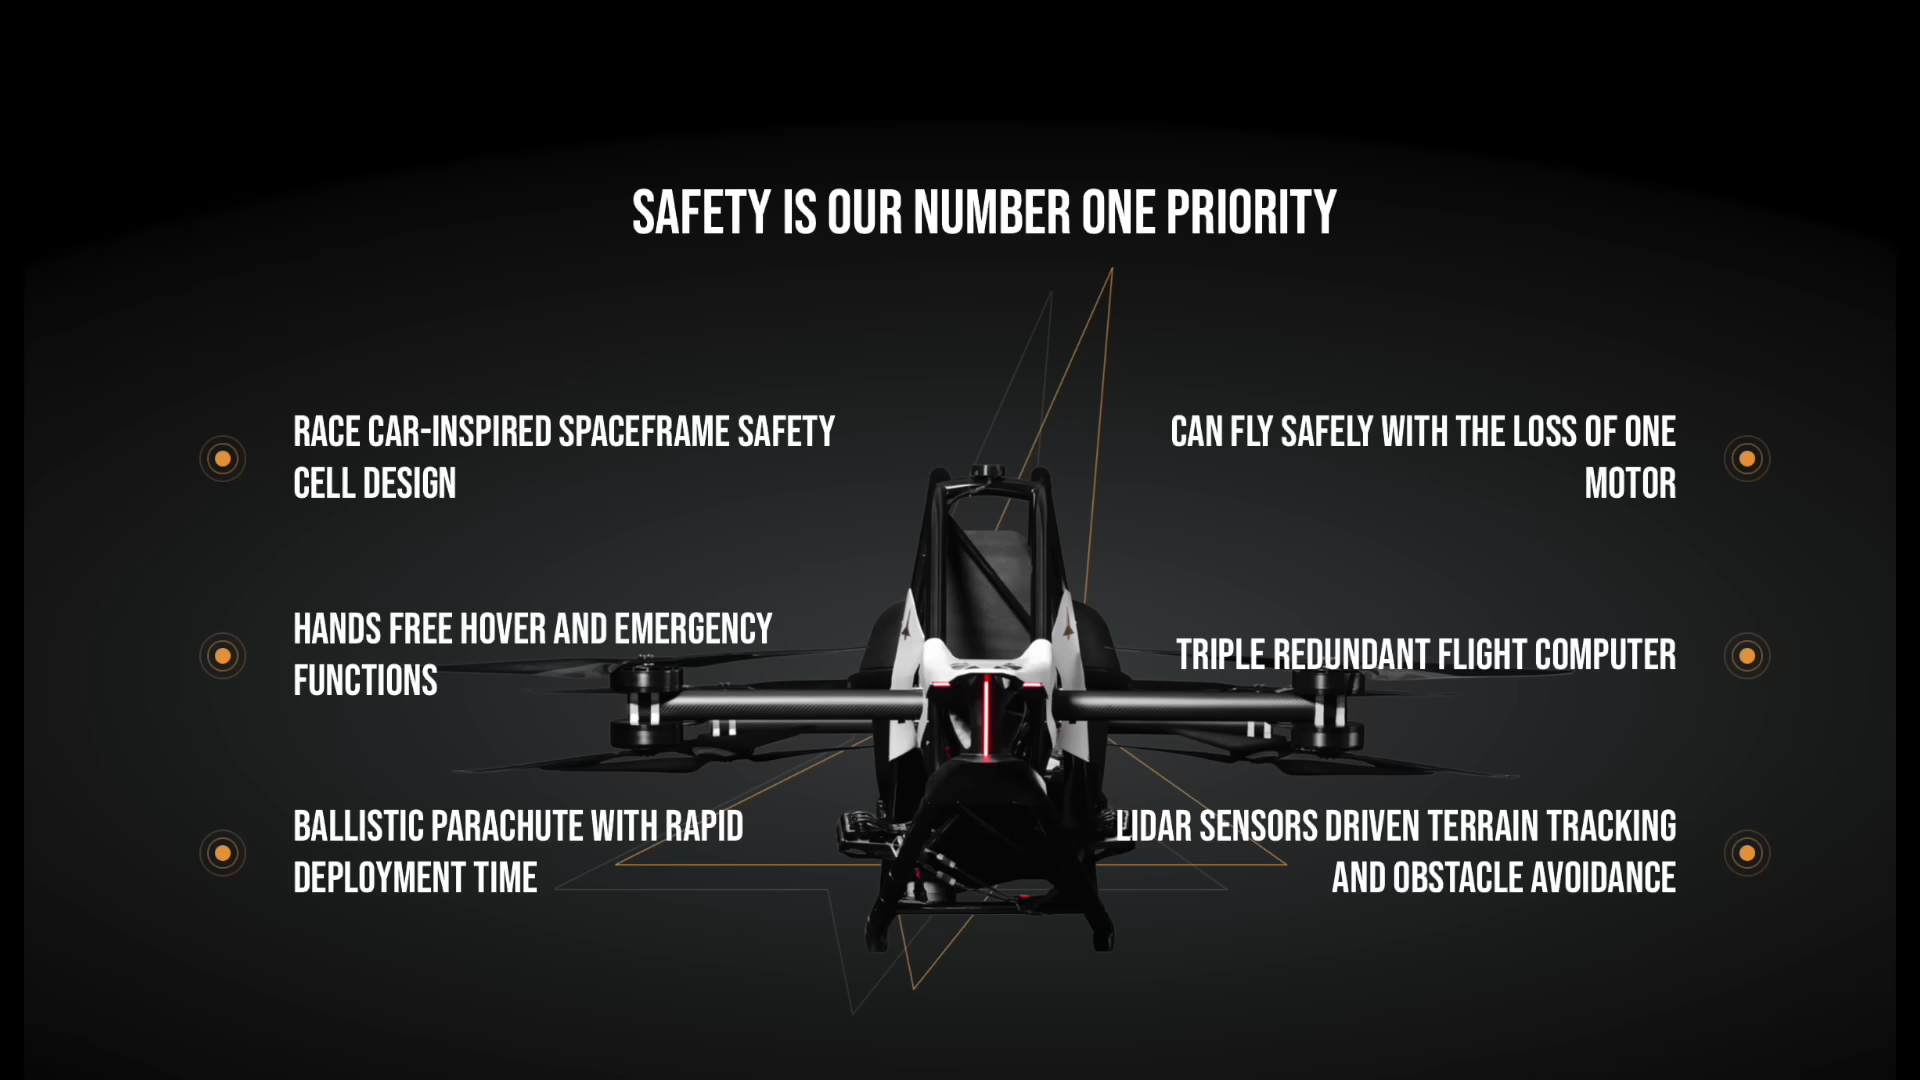 SAFETY IS OUR NUMBER ONE PRIORITY
RACE CAR-INSPIRED SPACEFRAME SAFETY
CELL DESIGN
HANDS FREE HOVER AND EMERGENCY
FUNCTIONS
BALLISTIC PARACHUTE WITH RAPID
DEPLOYMENT TIME
CAN FLY SAFELY WITH THE LOSS OF ONE
MOTOR
TRIPLE REDUNDANT FLIGHT COMPUTER
LIDAR SENSORS DRIVEN TERRAIN TRACKING
AND OBSTACLE AVOIDANCE